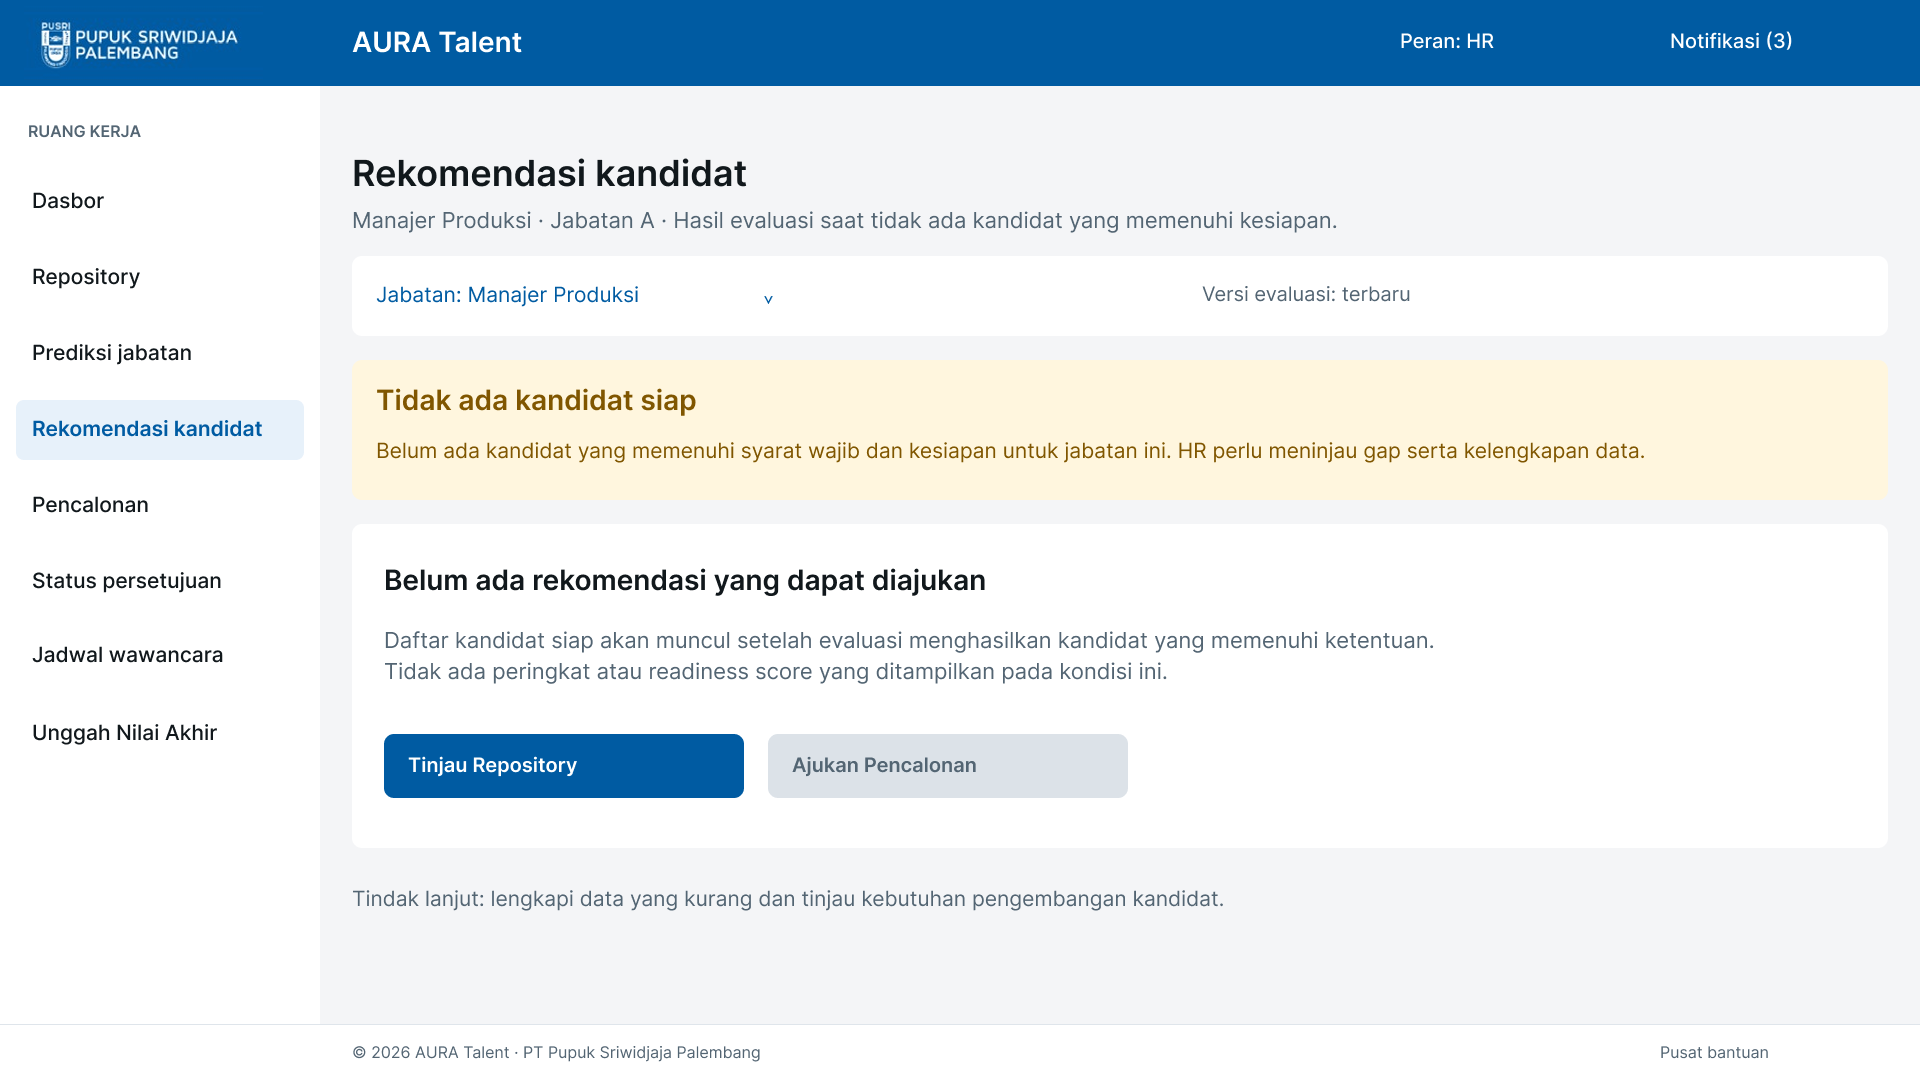 PUSRI
PUPUK SRIWIDJAJA
PALEMBANG
AURA Talent
Peran: HR
Notifikasi (3)
RUANG KERJA
Dasbor
Repository
Prediksi jabatan
Rekomendasi kandidat
Pencalonan
Status persetujuan
Jadwal wawancara
Unggah Nilai Akhir
Rekomendasi kandidat
Manajer Produksi · Jabatan A · Hasil evaluasi saat tidak ada kandidat yang memenuhi kesiapan.
Jabatan: Manajer Produksi
Versi evaluasi: terbaru
Tidak ada kandidat siap
Belum ada kandidat yang memenuhi syarat wajib dan kesiapan untuk jabatan ini. HR perlu meninjau gap serta kelengkapan data.
Belum ada rekomendasi yang dapat diajukan
Daftar kandidat siap akan muncul setelah evaluasi menghasilkan kandidat yang memenuhi ketentuan.
Tidak ada peringkat atau readiness score yang ditampilkan pada kondisi ini.
Tinjau Repository
Ajukan Pencalonan
Tindak lanjut: lengkapi data yang kurang dan tinjau kebutuhan pengembangan kandidat.
© 2026 AURA Talent · PT Pupuk Sriwidjaja Palembang
Pusat bantuan